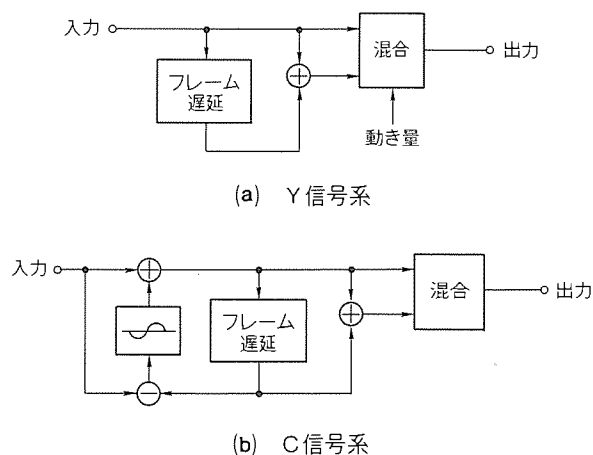 入力
混合
出力
フレーム
遅延
動き量
(a) Y信号系
入力
混合
出力
フレーム
遅延
(b) C信号系